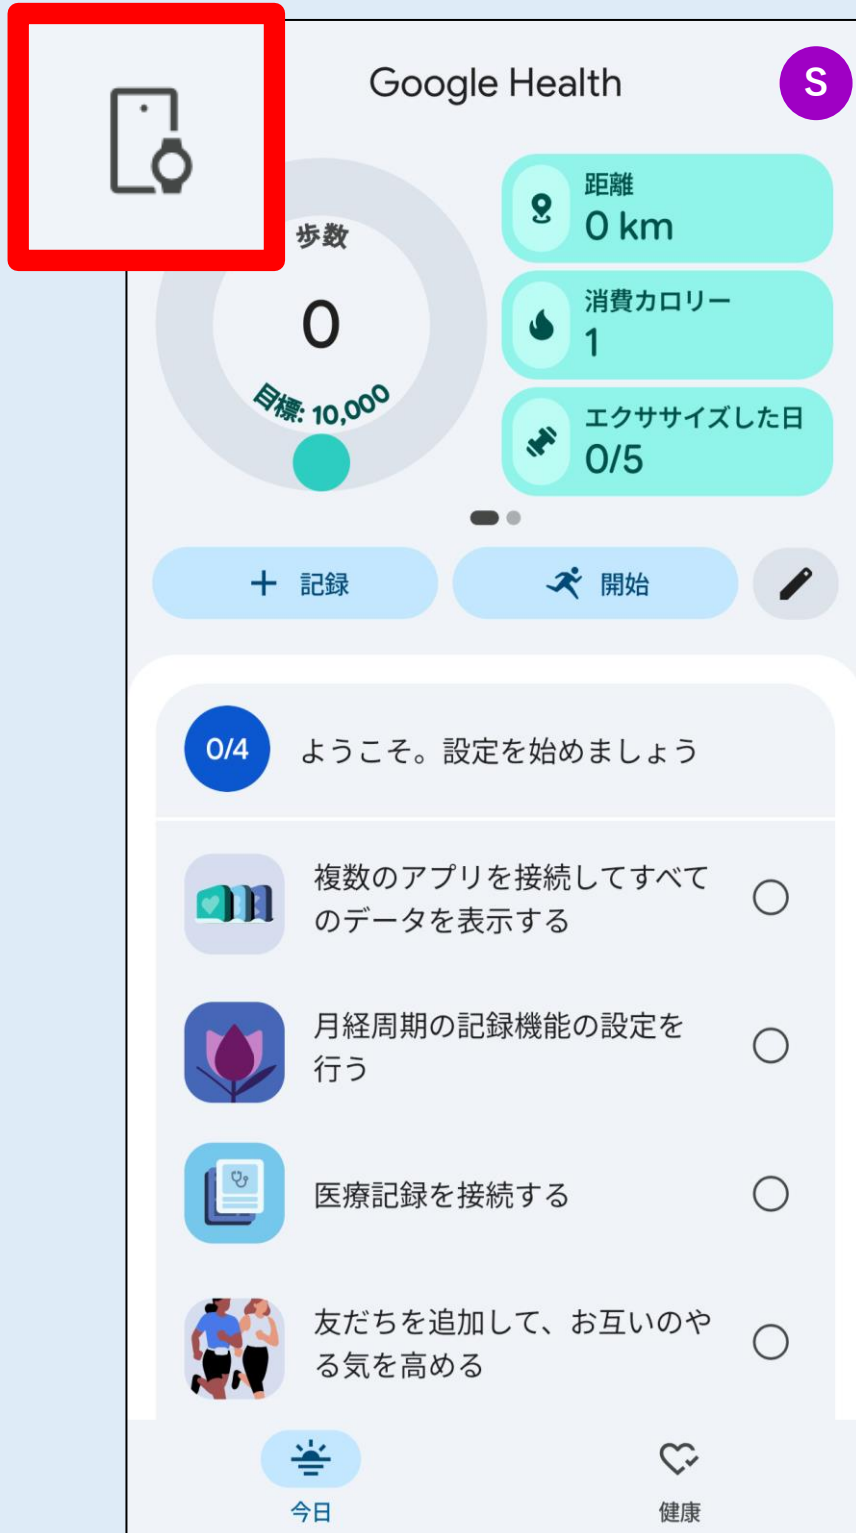 Google Health
S
歩数
0
目標: 10,000
距離
0 km
消費カロリー
1
エクササイズした日
0/5
+ 記録
開始
0/4
ようこそ。設定を始めましょう
複数のアプリを接続してすべて
のデータを表示する
月経周期の記録機能の設定を
行う
医療記録を接続する
友だちを追加して、お互いのや
る気を高める
今日
健康